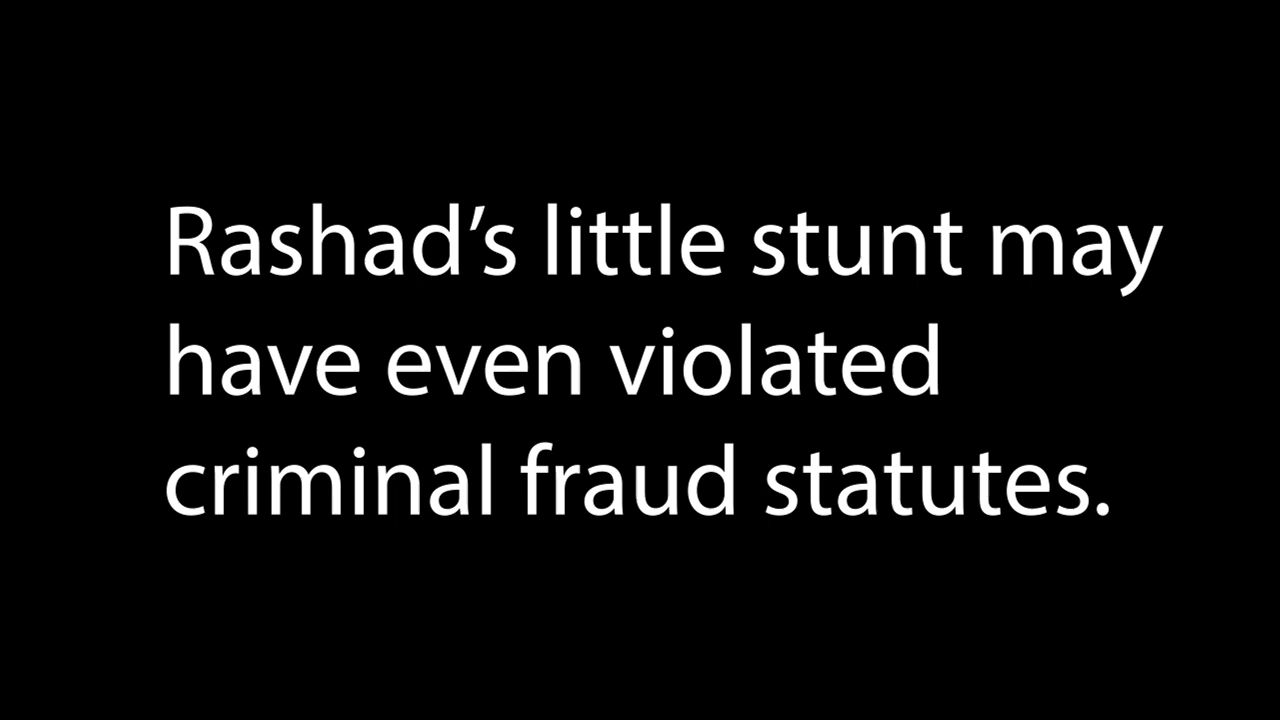 Rashad’s little stunt may
have even violated
criminal fraud statutes.